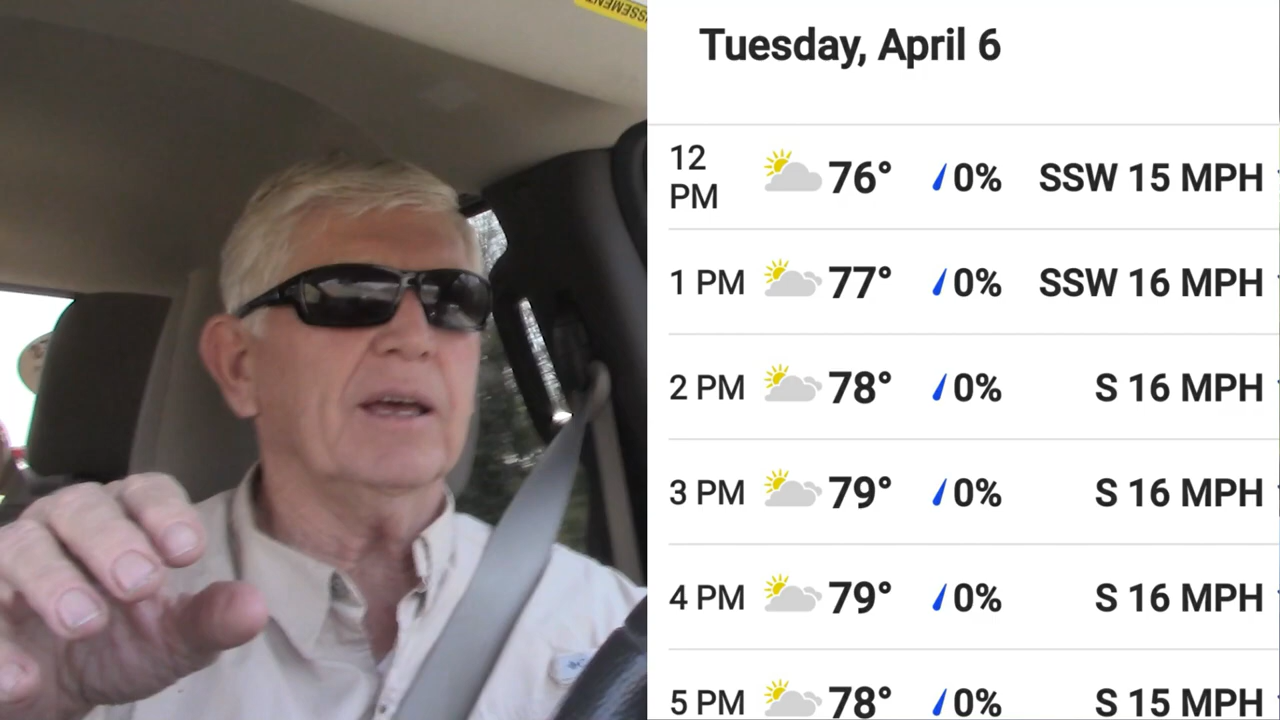 Tuesday, April 6
12 PM 76° 0% SSW 15 MPH
1 PM 77° 0% SSW 16 MPH
2 PM 78° 0% S 16 MPH
3 PM 79° 0% S 16 MPH
4 PM 79° 0% S 16 MPH
5 PM 78° 0% S 15 MPH